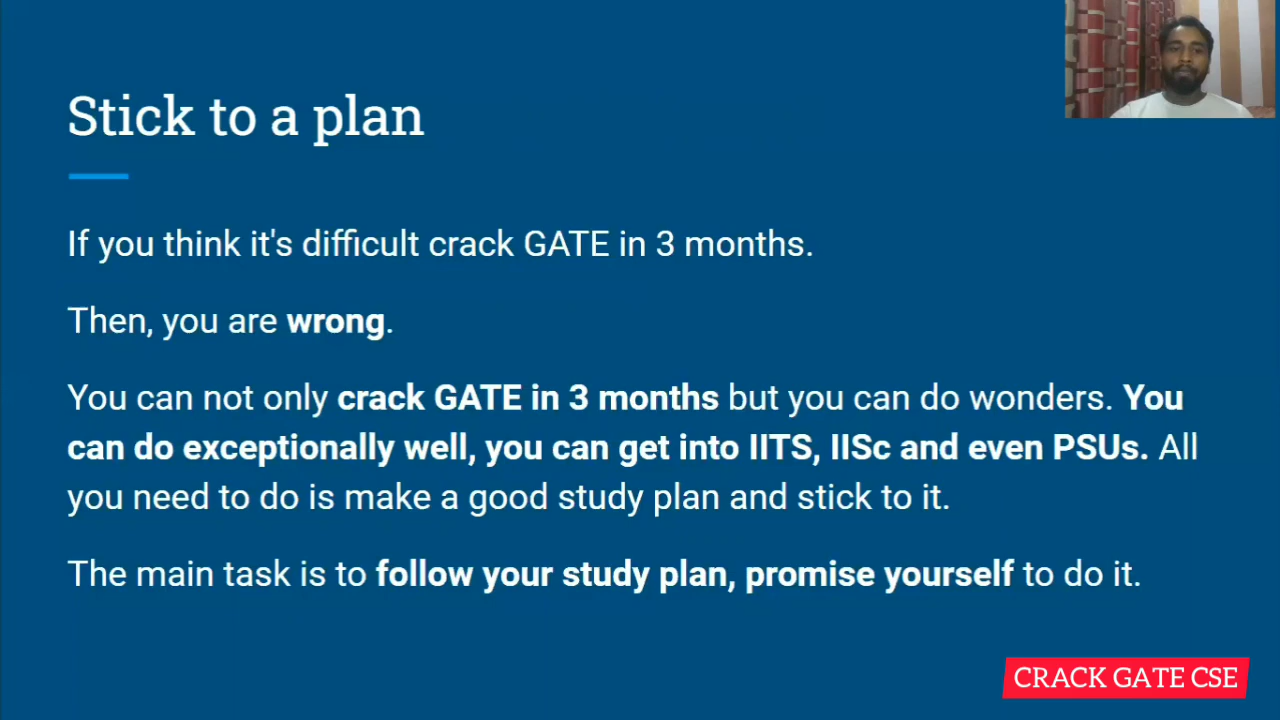 Stick to a plan
If you think it's difficult crack GATE in 3 months.
Then, you are wrong.
You can not only crack GATE in 3 months but you can do wonders. You
can do exceptionally well, you can get into IITS, IISc and even PSUs. All
you need to do is make a good study plan and stick to it.
The main task is to follow your study plan, promise yourself to do it.
CRACK GATE CSE